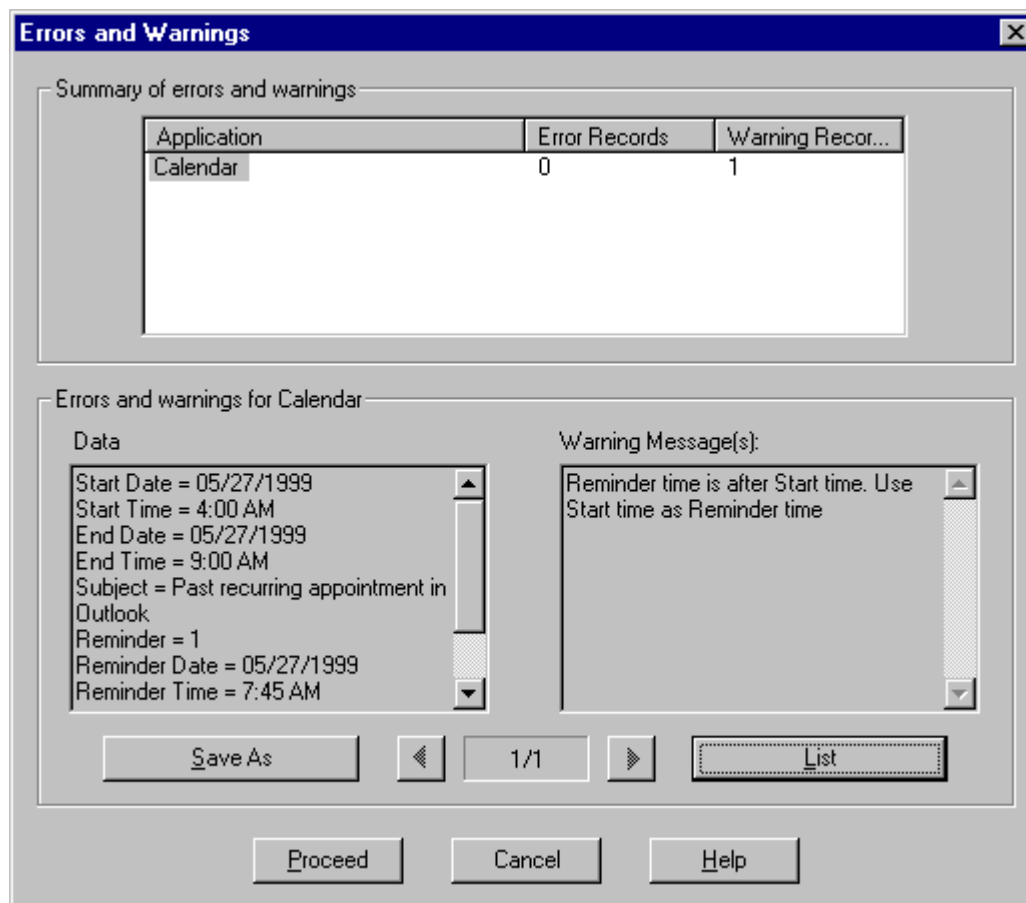 Errors and Warnings
Summary of errors and warnings
Application Error Records Warning Recor...
Calendar 0 1
Errors and warnings for Calendar
Data Warning Message(s):
Start Date = 05/27/1999
Start Time = 4:00 AM
End Date = 05/27/1999
End Time = 9:00 AM
Subject = Past recurring appointment in
Outlook
Reminder = 1
Reminder Date = 05/27/1999
Reminder Time = 7:45 AM
Reminder time is after Start time. Use
Start time as Reminder time
Save As 1/1 List
Proceed Cancel Help